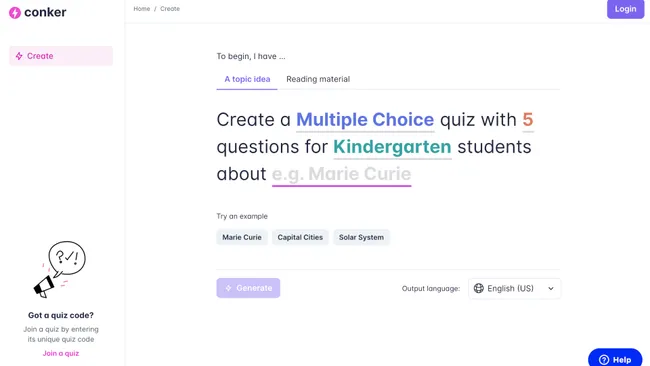 conker
Home / Create
Login
Create
To begin, I have ...
A topic idea
Reading material
Create a Multiple Choice quiz with 5
questions for Kindergarten students
about e.g. Marie Curie
Try an example
Marie Curie
Capital Cities
Solar System
Generate
Output language:
English (US)
?✓!
Got a quiz code?
Join a quiz by entering
its unique quiz code
Join a quiz
Help